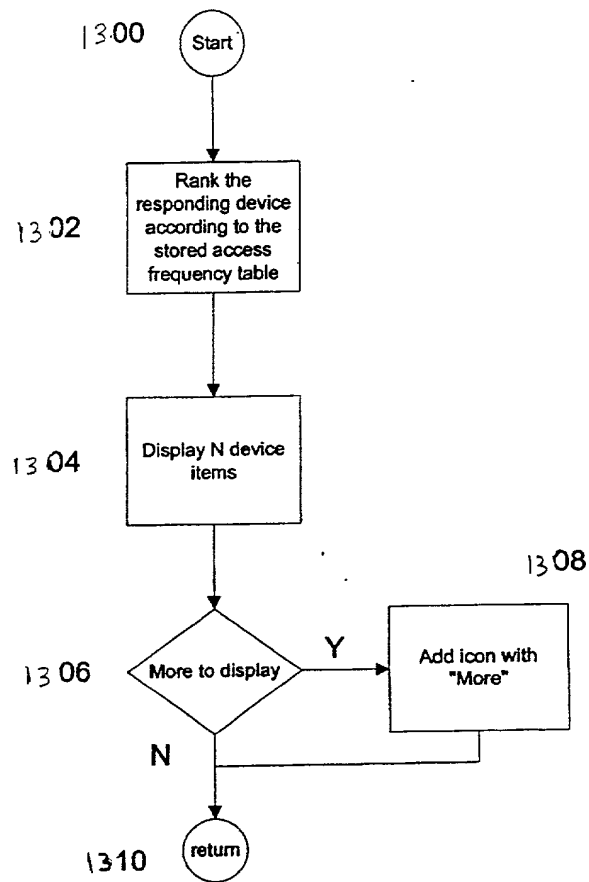 1300
Start
1302
Rank the
responding device
according to the
stored access
frequency table
1304
Display N device
items
1308
1306
More to display
Y
Add icon with
"More"
N
1310
return